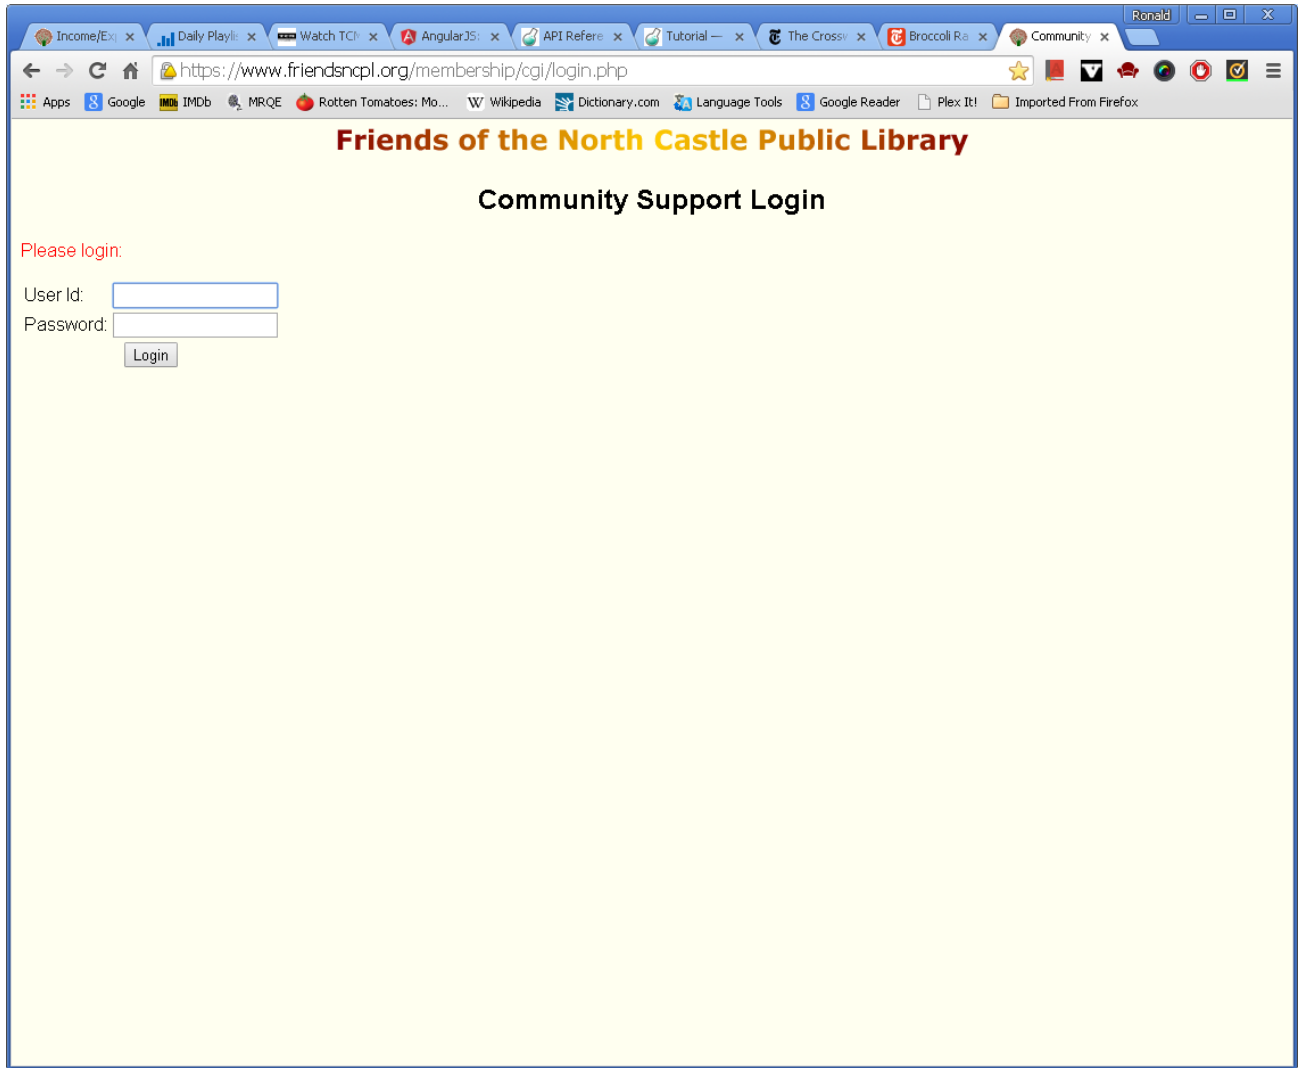 Ronald
Income/Ex
Daily Playli
Watch TCM
AngularJS:
API Refere
Tutorial —
The Crossw
Broccoli Ra
Community
https://www.friendsncpl.org/membership/cgi/login.php
Apps Google IMDb MRQE Rotten Tomatoes: Mo... Wikipedia Dictionary.com Language Tools Google Reader Plex It! Imported From Firefox
Friends of the North Castle Public Library
Community Support Login
Please login:
User Id:
Password:
Login